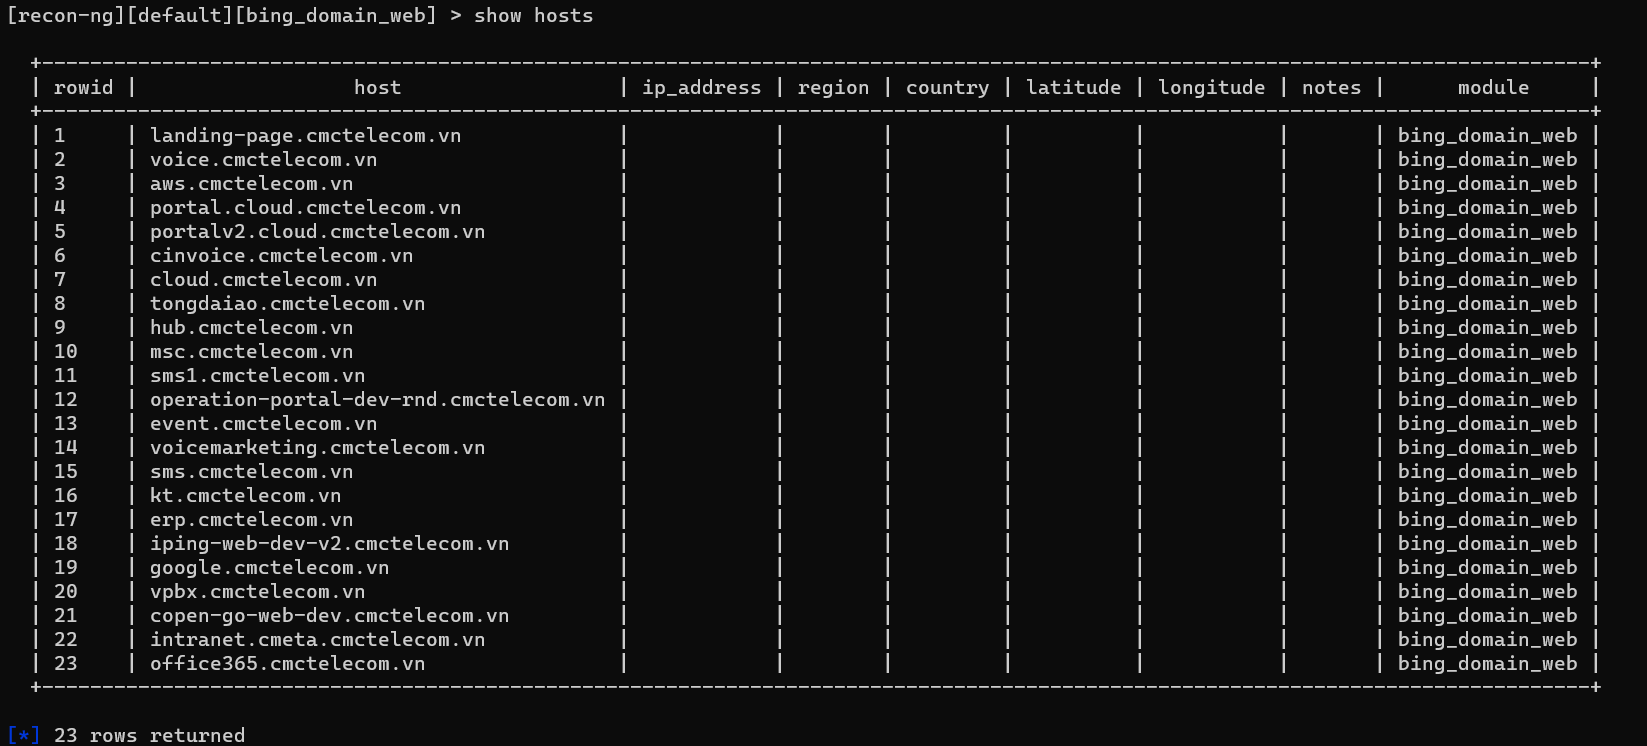 [recon-ng][default][bing_domain_web] > show hosts
+---------------------------------------------------------------------------------------------------------------------------------+
| rowid | host | ip_address | region | country | latitude | longitude | notes | module |
+---------------------------------------------------------------------------------------------------------------------------------+
| 1 | landing-page.cmctelecom.vn | | | | | | | bing_domain_web |
| 2 | voice.cmctelecom.vn | | | | | | | bing_domain_web |
| 3 | aws.cmctelecom.vn | | | | | | | bing_domain_web |
| 4 | portal.cloud.cmctelecom.vn | | | | | | | bing_domain_web |
| 5 | portalv2.cloud.cmctelecom.vn | | | | | | | bing_domain_web |
| 6 | cinvoice.cmctelecom.vn | | | | | | | bing_domain_web |
| 7 | cloud.cmctelecom.vn | | | | | | | bing_domain_web |
| 8 | tongdaiao.cmctelecom.vn | | | | | | | bing_domain_web |
| 9 | hub.cmctelecom.vn | | | | | | | bing_domain_web |
| 10 | msc.cmctelecom.vn | | | | | | | bing_domain_web |
| 11 | sms1.cmctelecom.vn | | | | | | | bing_domain_web |
| 12 | operation-portal-dev-rnd.cmctelecom.vn | | | | | | | bing_domain_web |
| 13 | event.cmctelecom.vn | | | | | | | bing_domain_web |
| 14 | voicemarketing.cmctelecom.vn | | | | | | | bing_domain_web |
| 15 | sms.cmctelecom.vn | | | | | | | bing_domain_web |
| 16 | kt.cmctelecom.vn | | | | | | | bing_domain_web |
| 17 | erp.cmctelecom.vn | | | | | | | bing_domain_web |
| 18 | iping-web-dev-v2.cmctelecom.vn | | | | | | | bing_domain_web |
| 19 | google.cmctelecom.vn | | | | | | | bing_domain_web |
| 20 | vpbx.cmctelecom.vn | | | | | | | bing_domain_web |
| 21 | copen-go-web-dev.cmctelecom.vn | | | | | | | bing_domain_web |
| 22 | intranet.cmeta.cmctelecom.vn | | | | | | | bing_domain_web |
| 23 | office365.cmctelecom.vn | | | | | | | bing_domain_web |
+---------------------------------------------------------------------------------------------------------------------------------+
[*] 23 rows returned